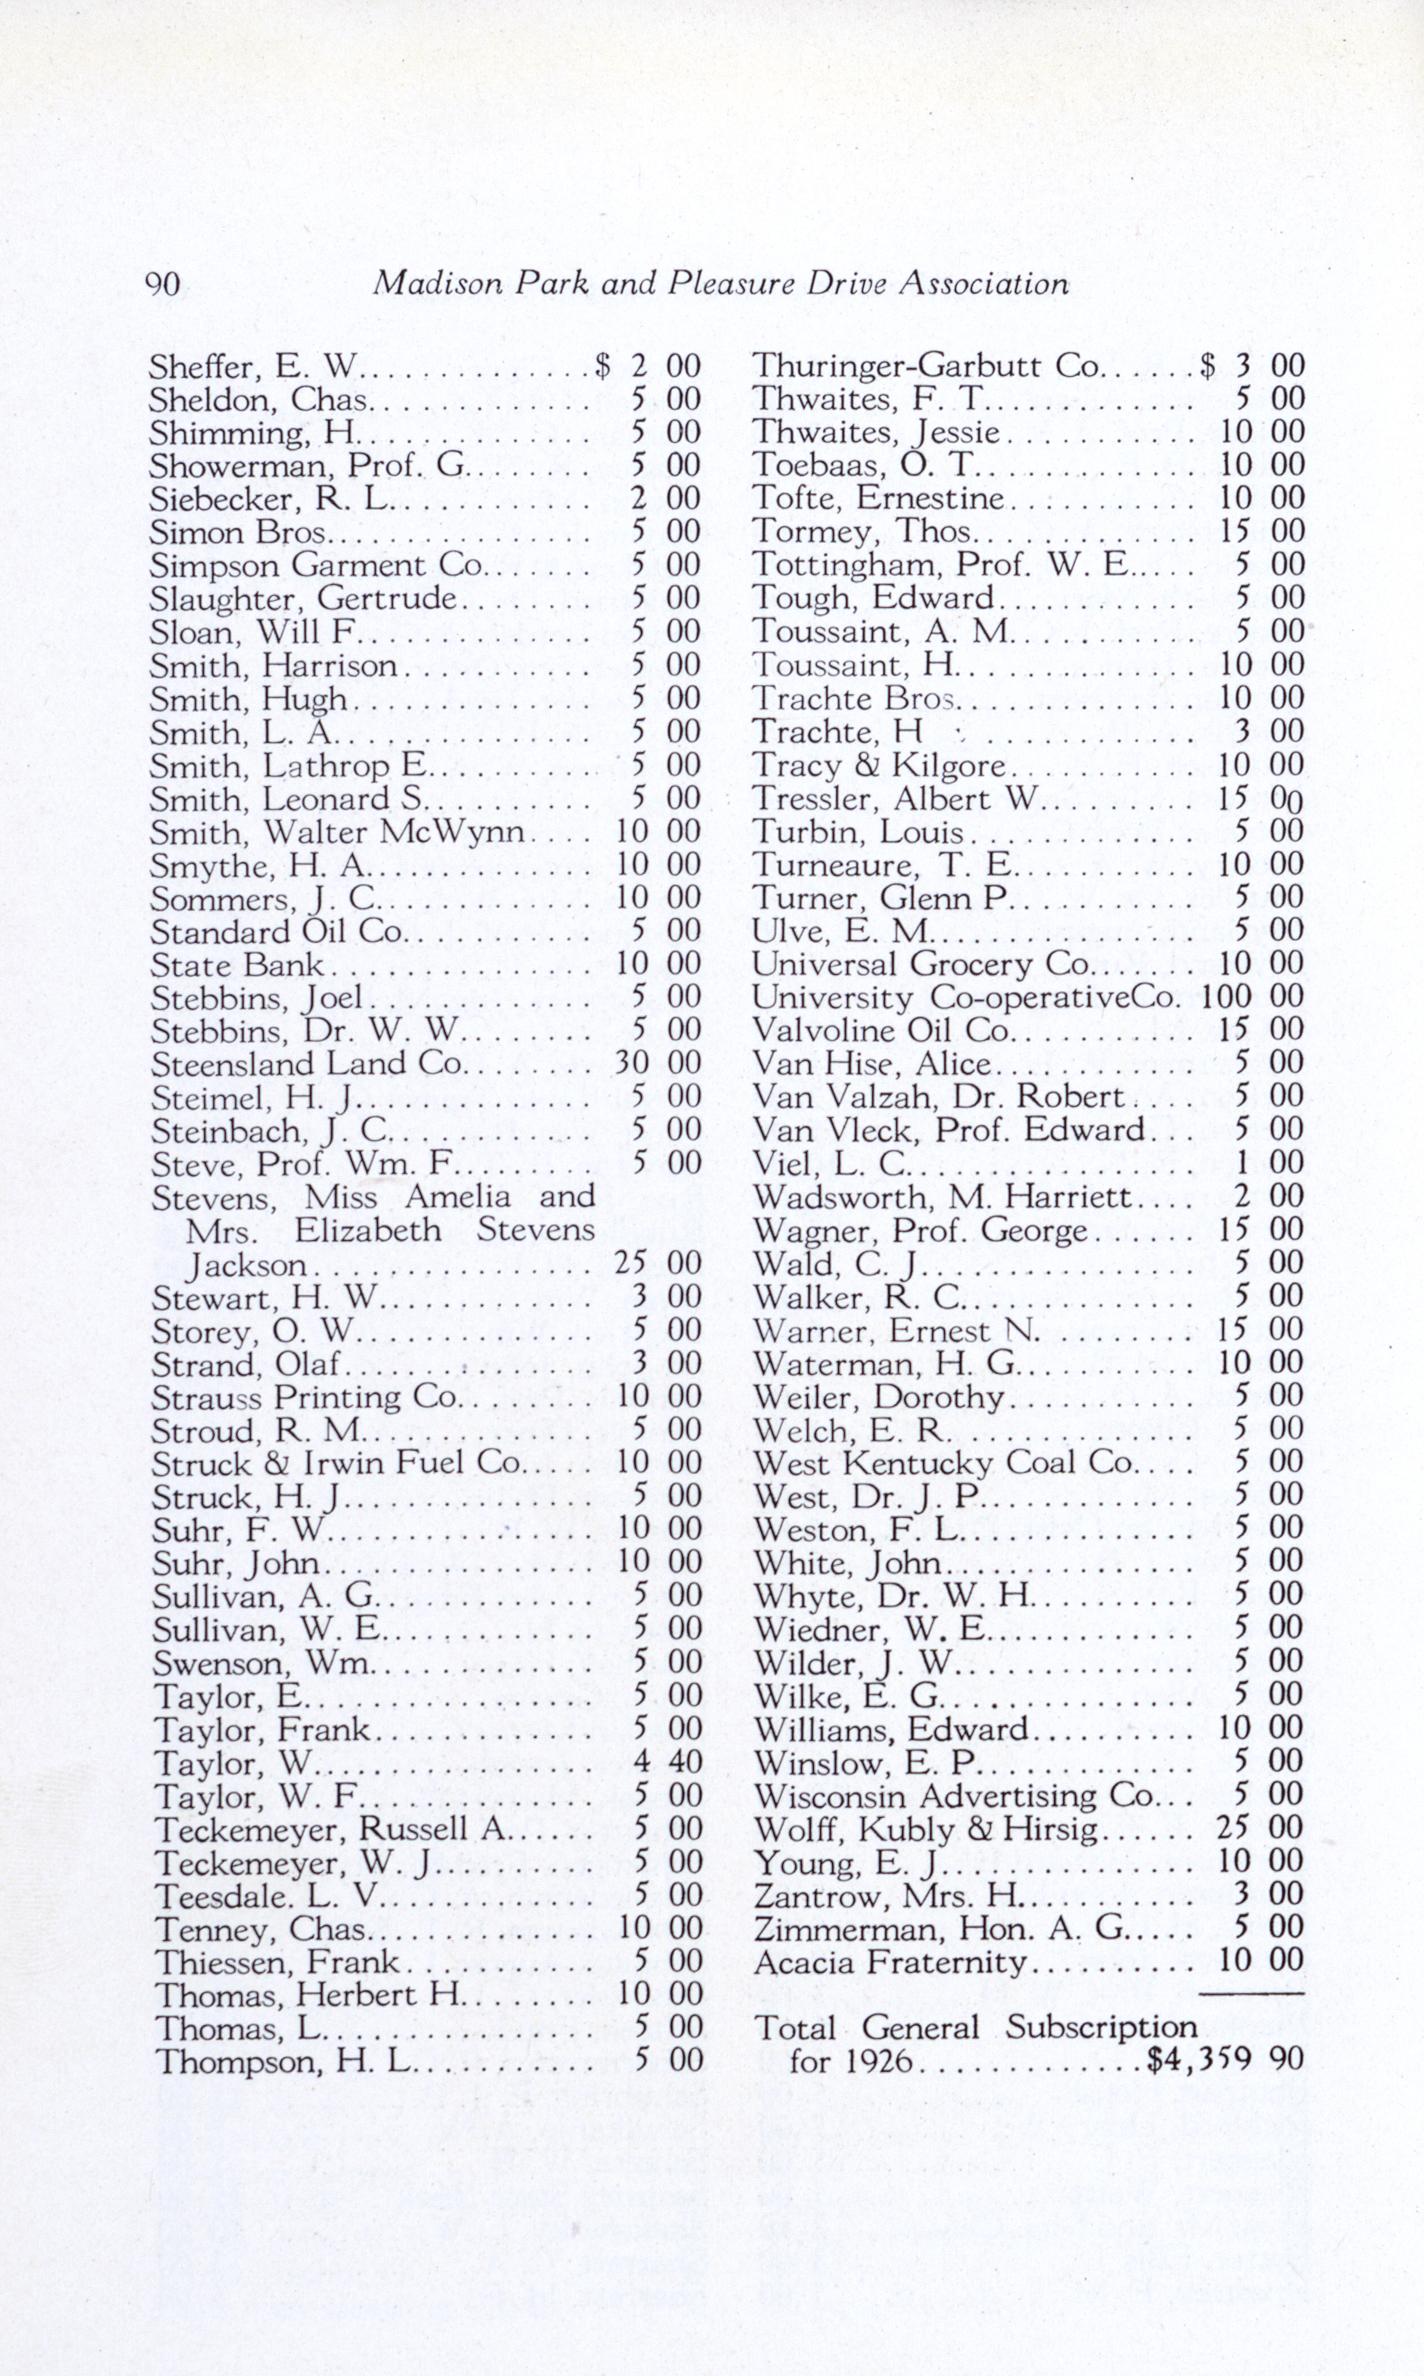 90 Madison Park and Pleasure Drive Association
Sheffer, E. W..............$ 2 00
Sheldon, Chas............. 5 00
Shimming, H.............. 5 00
Showerman, Prof. G........ 5 00
Siebecker, R. L............ 2 00
Simon Bros................ 5 00
Simpson Garment Co....... 5 00
Slaughter, Gertrude........ 5 00
Sloan, Will F.............. 5 00
Smith, Harrison........... 5 00
Smith, Hugh.............. 5 00
Smith, L. A................ 5 00
Smith, Lathrop E.......... 5 00
Smith, Leonard S.......... 5 00
Smith, Walter McWynn.... 10 00
Smythe, H. A.............. 10 00
Sommers, J. C............. 10 00
Standard Oil Co........... 5 00
State Bank................ 10 00
Stebbins, Joel............. 5 00
Stebbins, Dr. W. W........ 5 00
Steensland Land Co........ 30 00
Steimel, H. J.............. 5 00
Steinbach, J. C............ 5 00
Steve, Prof. Wm. F......... 5 00
Stevens, Miss Amelia and
Mrs. Elizabeth Stevens
Jackson................. 25 00
Stewart, H. W............. 3 00
Storey, O. W.............. 5 00
Strand, Olaf............... 3 00
Strauss Printing Co........ 10 00
Stroud, R. M.............. 5 00
Struck & Irwin Fuel Co..... 10 00
Struck, H. J............... 5 00
Suhr, F. W................ 10 00
Suhr, John................ 10 00
Sullivan, A. G............. 5 00
Sullivan, W. E............. 5 00
Swenson, Wm............. 5 00
Taylor, E................. 5 00
Taylor, Frank............. 5 00
Taylor, W................. 4 40
Taylor, W. F.............. 5 00
Teckemeyer, Russell A...... 5 00
Teckemeyer, W. J.......... 5 00
Teesdale. L. V............. 5 00
Tenney, Chas.............. 10 00
Thiessen, Frank........... 5 00
Thomas, Herbert H........ 10 00
Thomas, L................ 5 00
Thompson, H. L........... 5 00
Thuringer-Garbutt Co......$ 3 00
Thwaites, F. T............. 5 00
Thwaites, Jessie........... 10 00
Toebaas, O. T............. 10 00
Tofte, Ernestine........... 10 00
Tormey, Thos............. 15 00
Tottingham, Prof. W. E..... 5 00
Tough, Edward............ 5 00
Toussaint, A. M........... 5 00
Toussaint, H.............. 10 00
Trachte Bros.............. 10 00
Trachte, H ............. 3 00
Tracy & Kilgore........... 10 00
Tressler, Albert W......... 15 00
Turbin, Louis............. 5 00
Turneaure, T. E........... 10 00
Turner, Glenn P........... 5 00
Ulve, E. M................ 5 00
Universal Grocery Co....... 10 00
University Co-operativeCo. 100 00
Valvoline Oil Co........... 15 00
Van Hise, Alice............ 5 00
Van Valzah, Dr. Robert.... 5 00
Van Vleck, Prof. Edward... 5 00
Viel, L. C................. 1 00
Wadsworth, M. Harriett.... 2 00
Wagner, Prof. George...... 15 00
Wald, C. J................ 5 00
Walker, R. C.............. 5 00
Warner, Ernest N. ........ 15 00
Waterman, H. G........... 10 00
Weiler, Dorothy........... 5 00
Welch, E. R. ............. 5 00
West Kentucky Coal Co.... 5 00
West, Dr. J. P............. 5 00
Weston, F. L.............. 5 00
White, John............... 5 00
Whyte, Dr. W. H.......... 5 00
Wiedner, W. E............. 5 00
Wilder, J. W.............. 5 00
Wilke, E. G............... 5 00
Williams, Edward.......... 10 00
Winslow, E. P............. 5 00
Wisconsin Advertising Co... 5 00
Wolff, Kubly & Hirsig...... 25 00
Young, E. J............... 10 00
Zantrow, Mrs. H........... 3 00
Zimmerman, Hon. A. G..... 5 00
Acacia Fraternity.......... 10 00
Total General Subscription
for 1926.............$4,359 90